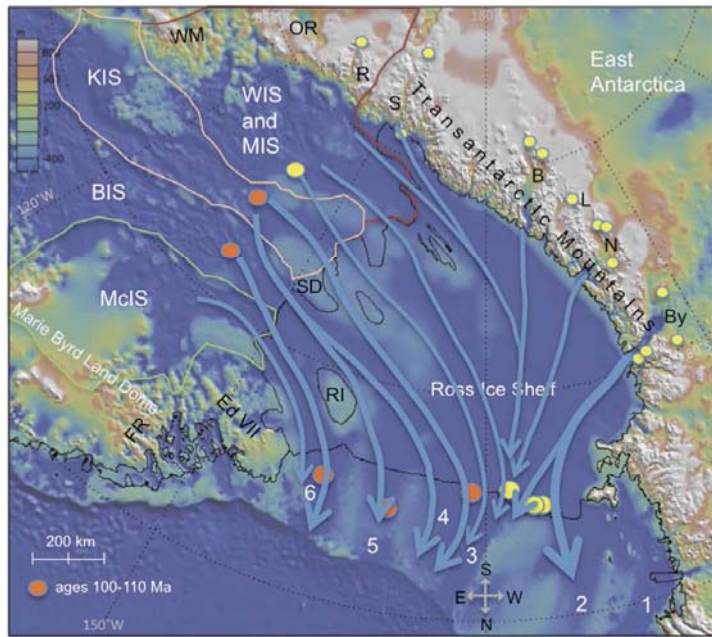 m
-400
KIS
WM
OR
R
S
East
Antarctica
Transantarctic Mountains
WIS
and
MIS
B
L
N
By
120°W
BIS
SD
McIS
Marie Byrd Land Dome
RI
Ross Ice Shelf
FR
Ed VII
6
5
4
3
2
1
200 km
ages 100-110 Ma
S
E W
N
150°W
180°